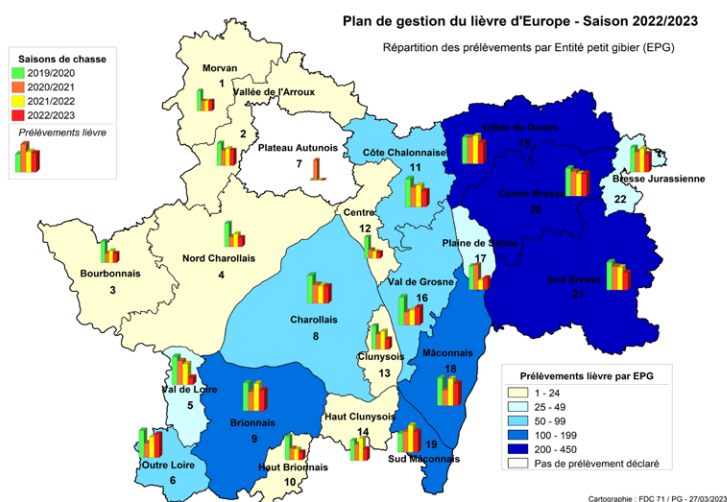 Plan de gestion du lièvre d'Europe - Saison 2022/2023
Répartition des prélèvements par Entité petit gibier (EPG)
Saisons de chasse
2019/2020
2020/2021
2021/2022
2022/2023
Prélèvements lièvre
Morvan
1
Vallée de l'Arroux
2
Plateau Autunois
7
Côte Chalonnaise
11
Vallée du Doubs
15
Bresse Jurassienne
22
Centre Bresse
20
Centre
12
Plaine de Saône
17
Nord Charollais
4
Bourbonnais
3
Sud Bresse
21
Val de Grosne
16
Charollais
8
Clunysois
13
Mâconnais
18
Val de Loire
5
Brionnais
9
Haut Clunysois
14
19
Sud Mâconnais
Outre Loire
6
Haut Brionnais
10
Prélèvements lièvre par EPG
1 - 24
25 - 49
50 - 99
100 - 199
200 - 450
Pas de prélèvement déclaré
Cartographie : FDC 71 / PG - 27/03/2023